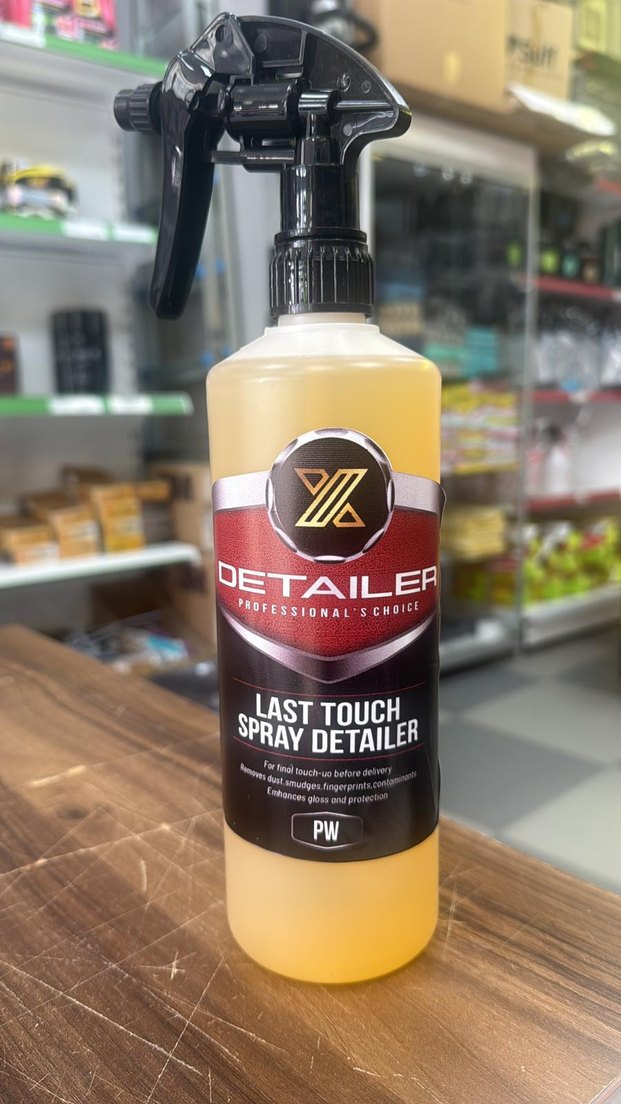 DETAILER
PROFESSIONAL'S CHOICE
LAST TOUCH
SPRAY DETAILER
For final touch-up before delivery
Removes dust,smudges,fingerprints,contaminants
Enhances gloss and protection
PW